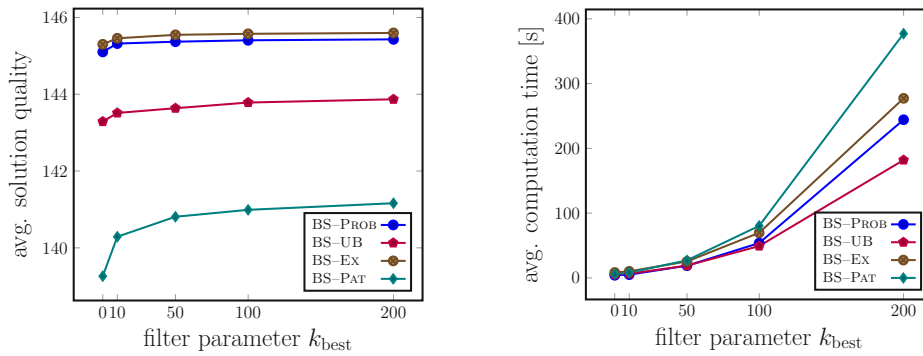 avg. solution quality
146
144
142
140
0 10 50 100 200
filter parameter k_best
BS–PROB
BS–UB
BS–EX
BS–PAT
avg. computation time [s]
400
300
200
100
0
0 10 50 100 200
filter parameter k_best
BS–PROB
BS–UB
BS–EX
BS–PAT